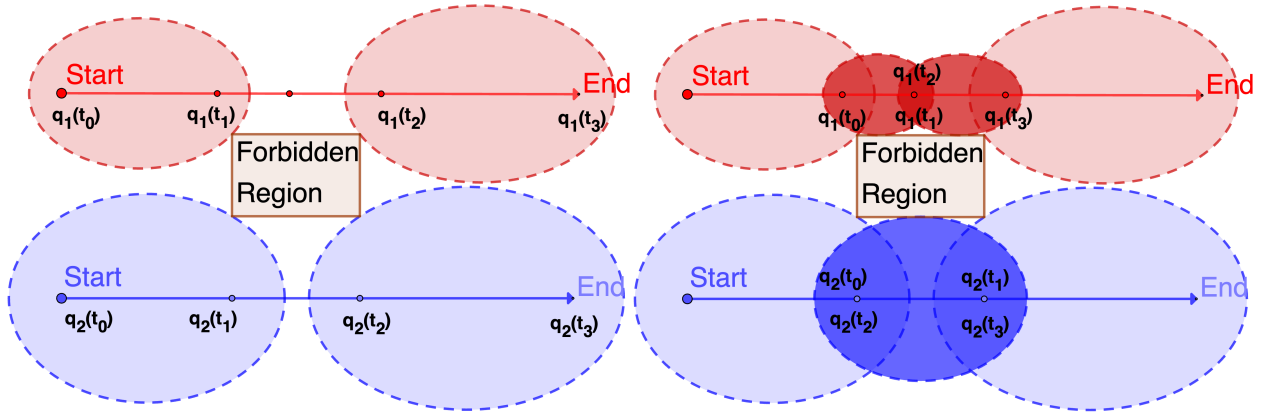 Start
End
q1(t0)
q1(t1)
q1(t2)
q1(t3)
Forbidden
Region
Start
End
q2(t0)
q2(t1)
q2(t2)
q2(t3)
Start
q1(t2)
End
q1(t0)
q1(t1)
q1(t3)
Forbidden
Region
Start
q2(t0)
q2(t1)
End
q2(t2)
q2(t3)